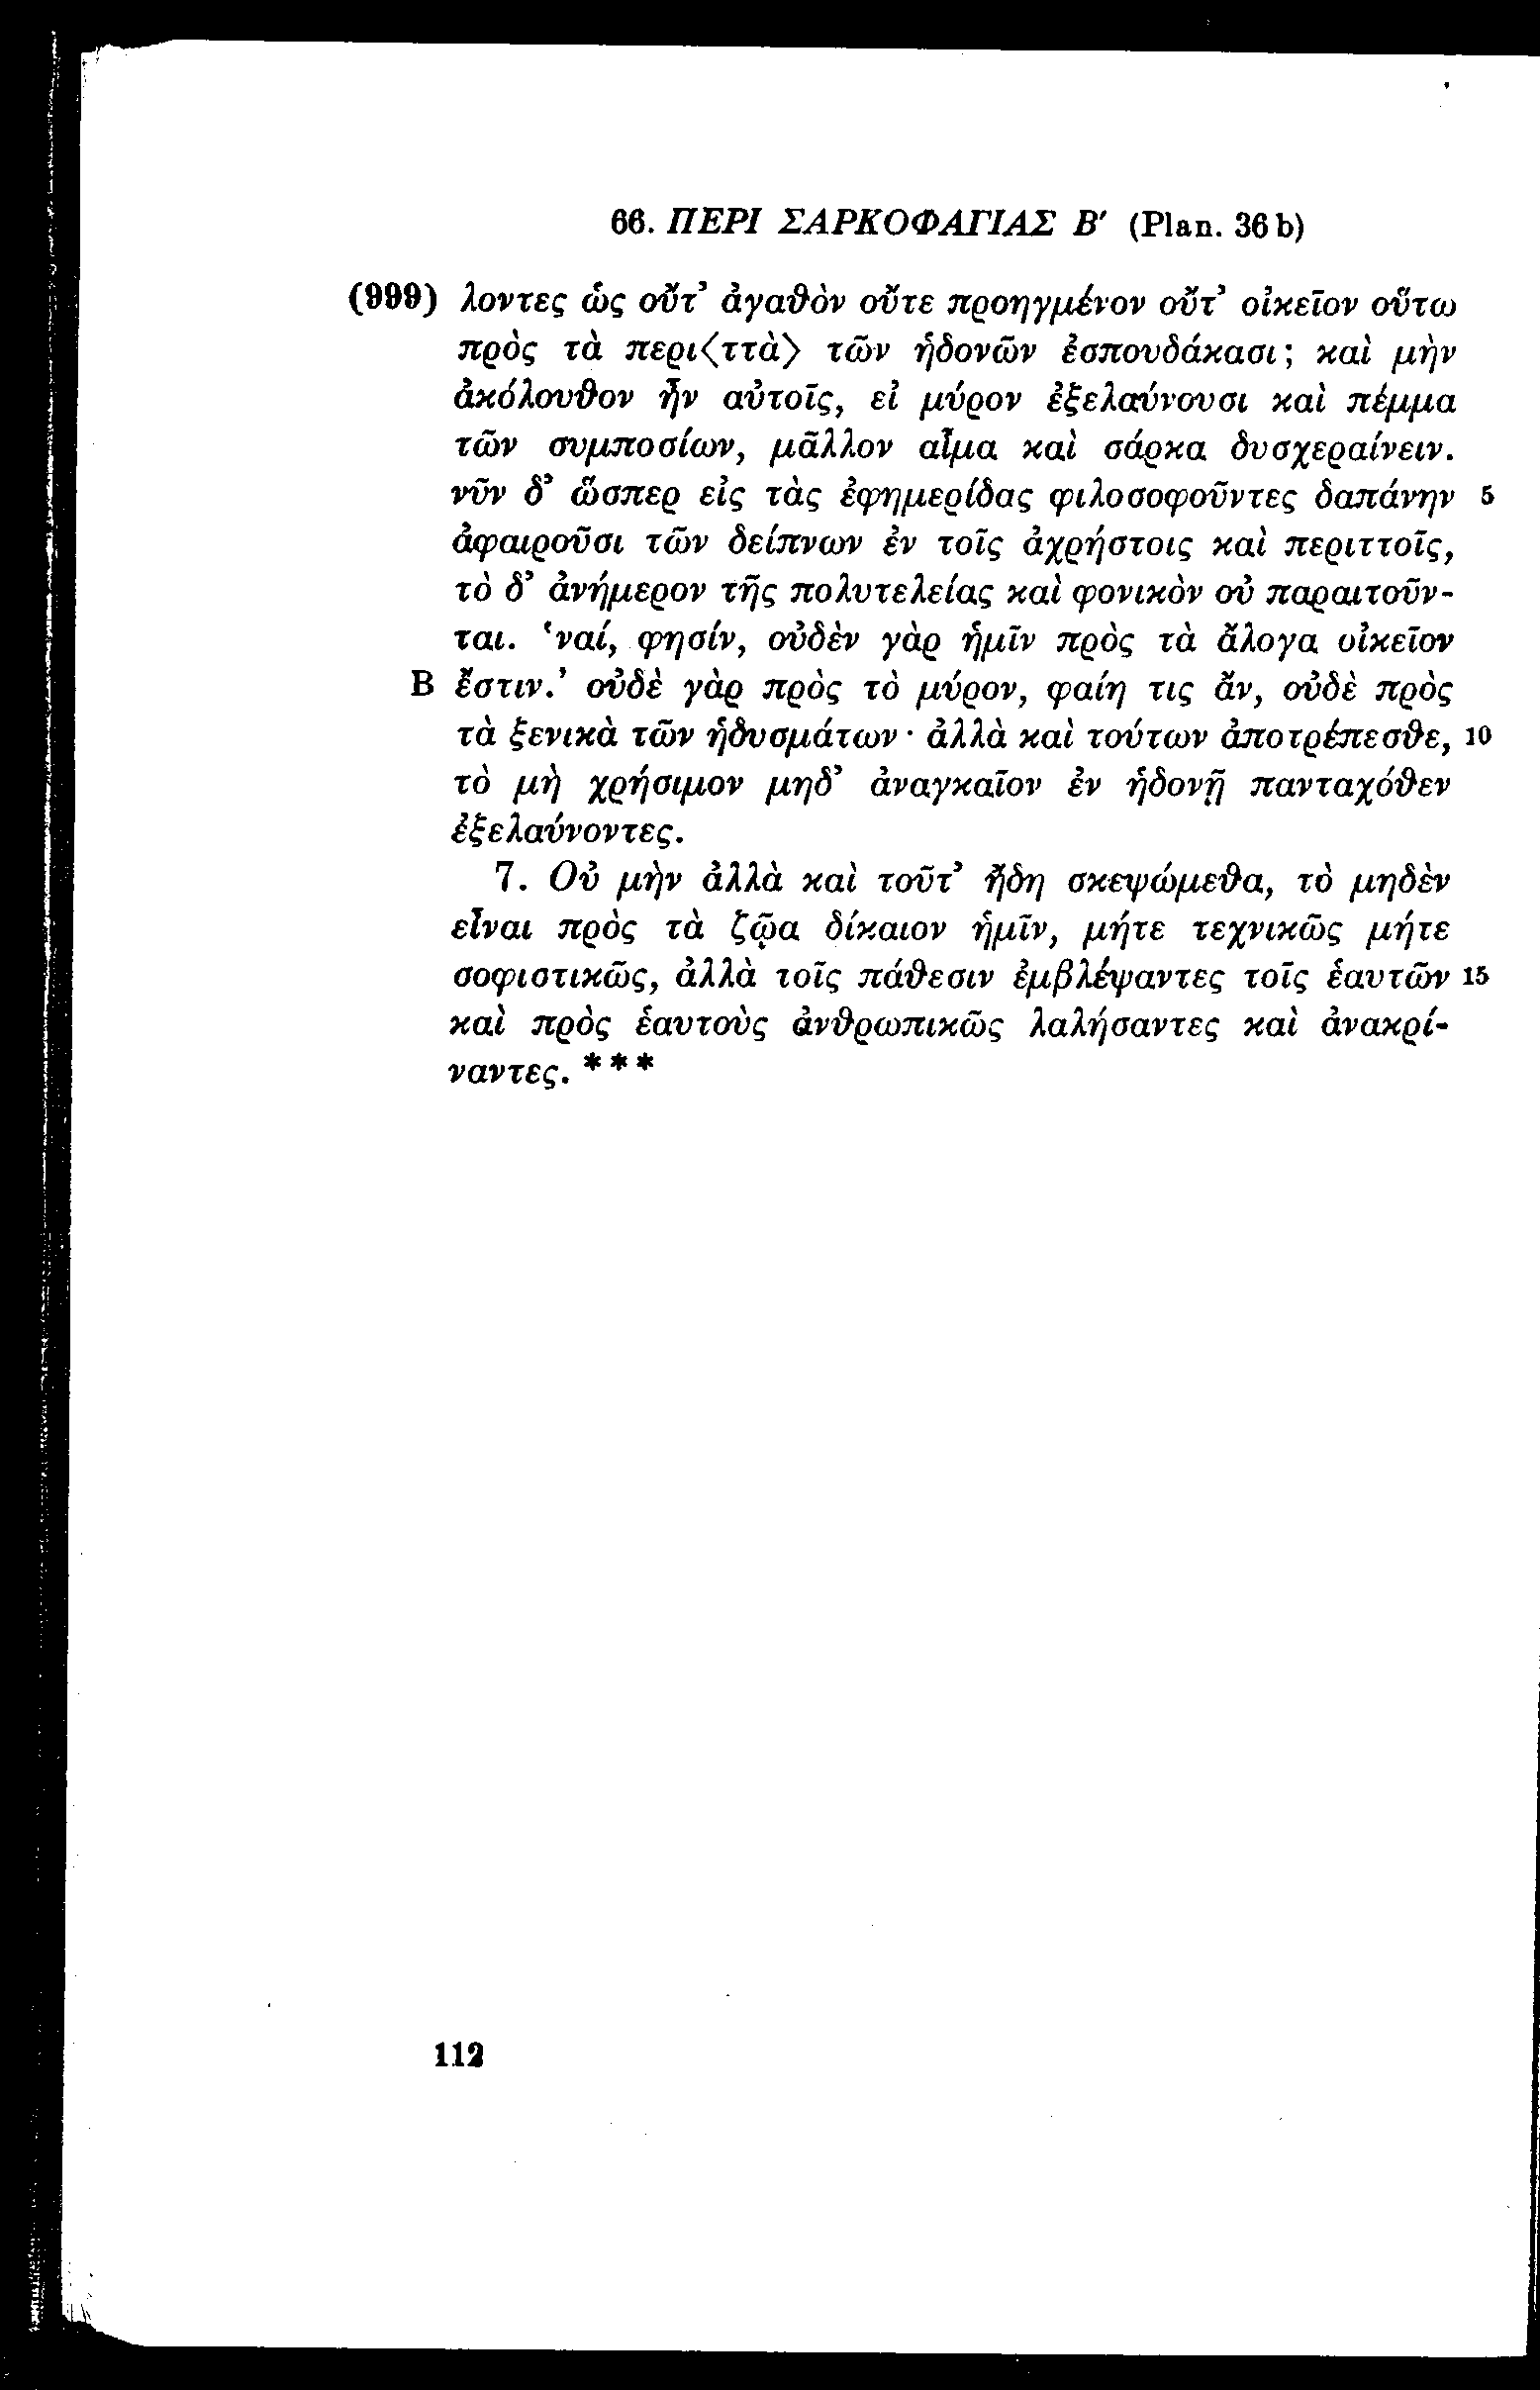 66. ΠΕΡΙ ΣΑΡΚΟΦΑΓΙΑΣ Β′ (Plan. 36 b)
(999) λοντες ὡς οὔτ’ ἀγαθὸν οὔτε προηγμένον οὔτ’ οἰκεῖον οὕτω
πρὸς τὰ περι⟨ττὰ⟩ τῶν ἡδονῶν ἐσπουδάκασι; καὶ μὴν
ἀκόλουθον ἦν αὐτοῖς, εἰ μύρον ἐξελαύνουσι καὶ πέμμα
τῶν συμποσίων, μᾶλλον αἷμα καὶ σάρκα δυσχεραίνειν.
νῦν δ’ ὥσπερ εἰς τὰς ἐφημερίδας φιλοσοφοῦντες δαπάνην 5
ἀφαιροῦσι τῶν δείπνων ἐν τοῖς ἀχρήστοις καὶ περιττοῖς,
τὸ δ’ ἀνήμερον τῆς πολυτελείας καὶ φονικὸν οὐ παραιτοῦν-
ται. ‘ναί, φησίν, οὐδὲν γὰρ ἡμῖν πρὸς τὰ ἄλογα οἰκεῖον
B ἔστιν.’ οὐδὲ γὰρ πρὸς τὸ μύρον, φαίη τις ἄν, οὐδὲ πρὸς
τὰ ξενικὰ τῶν ἡδυσμάτων· ἀλλὰ καὶ τούτων ἀποτρέπεσθε, 10
τὸ μὴ χρήσιμον μηδ’ ἀναγκαῖον ἐν ἡδονῇ πανταχόθεν
ἐξελαύνοντες.
7. Οὐ μὴν ἀλλὰ καὶ τοῦτ’ ἤδη σκεψώμεθα, τὸ μηδὲν
εἶναι πρὸς τὰ ζῷα δίκαιον ἡμῖν, μήτε τεχνικῶς μήτε
σοφιστικῶς, ἀλλὰ τοῖς πάθεσιν ἐμβλέψαντες τοῖς ἑαυτῶν 15
καὶ πρὸς ἑαυτοὺς ἀνθρωπικῶς λαλήσαντες καὶ ἀνακρί-
ναντες. * * *
112